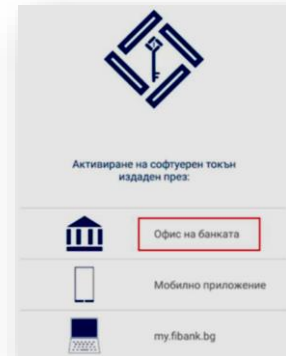 Активиране на софтуерен токън
издаден през:
Офис на банката
Мобилно приложение
my.fibank.bg